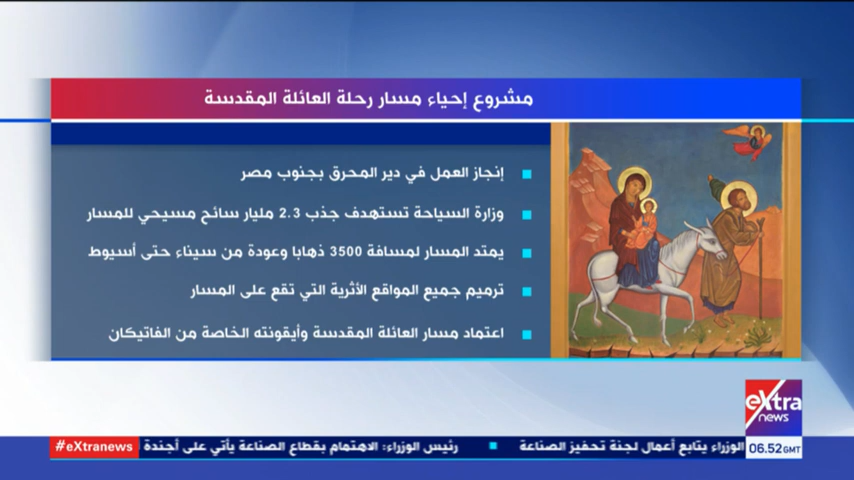 مشروع إحياء مسار رحلة العائلة المقدسة
إنجاز العمل في دير المحرق بجنوب مصر
وزارة السياحة تستهدف جذب 2.3 مليار سائح مسيحي للمسار
يمتد المسار لمسافة 3500 ذهابا وعودة من سيناء حتى أسيوط
ترميم جميع المواقع الأثرية التي تقع على المسار
اعتماد مسار العائلة المقدسة وأيقونته الخاصة من الفاتيكان
eXtra
news
06.52 GMT
الوزراء يتابع أعمال لجنة تحفيز الصناعة
رئيس الوزراء: الاهتمام بقطاع الصناعة يأتي على أجندة
#eXtranews